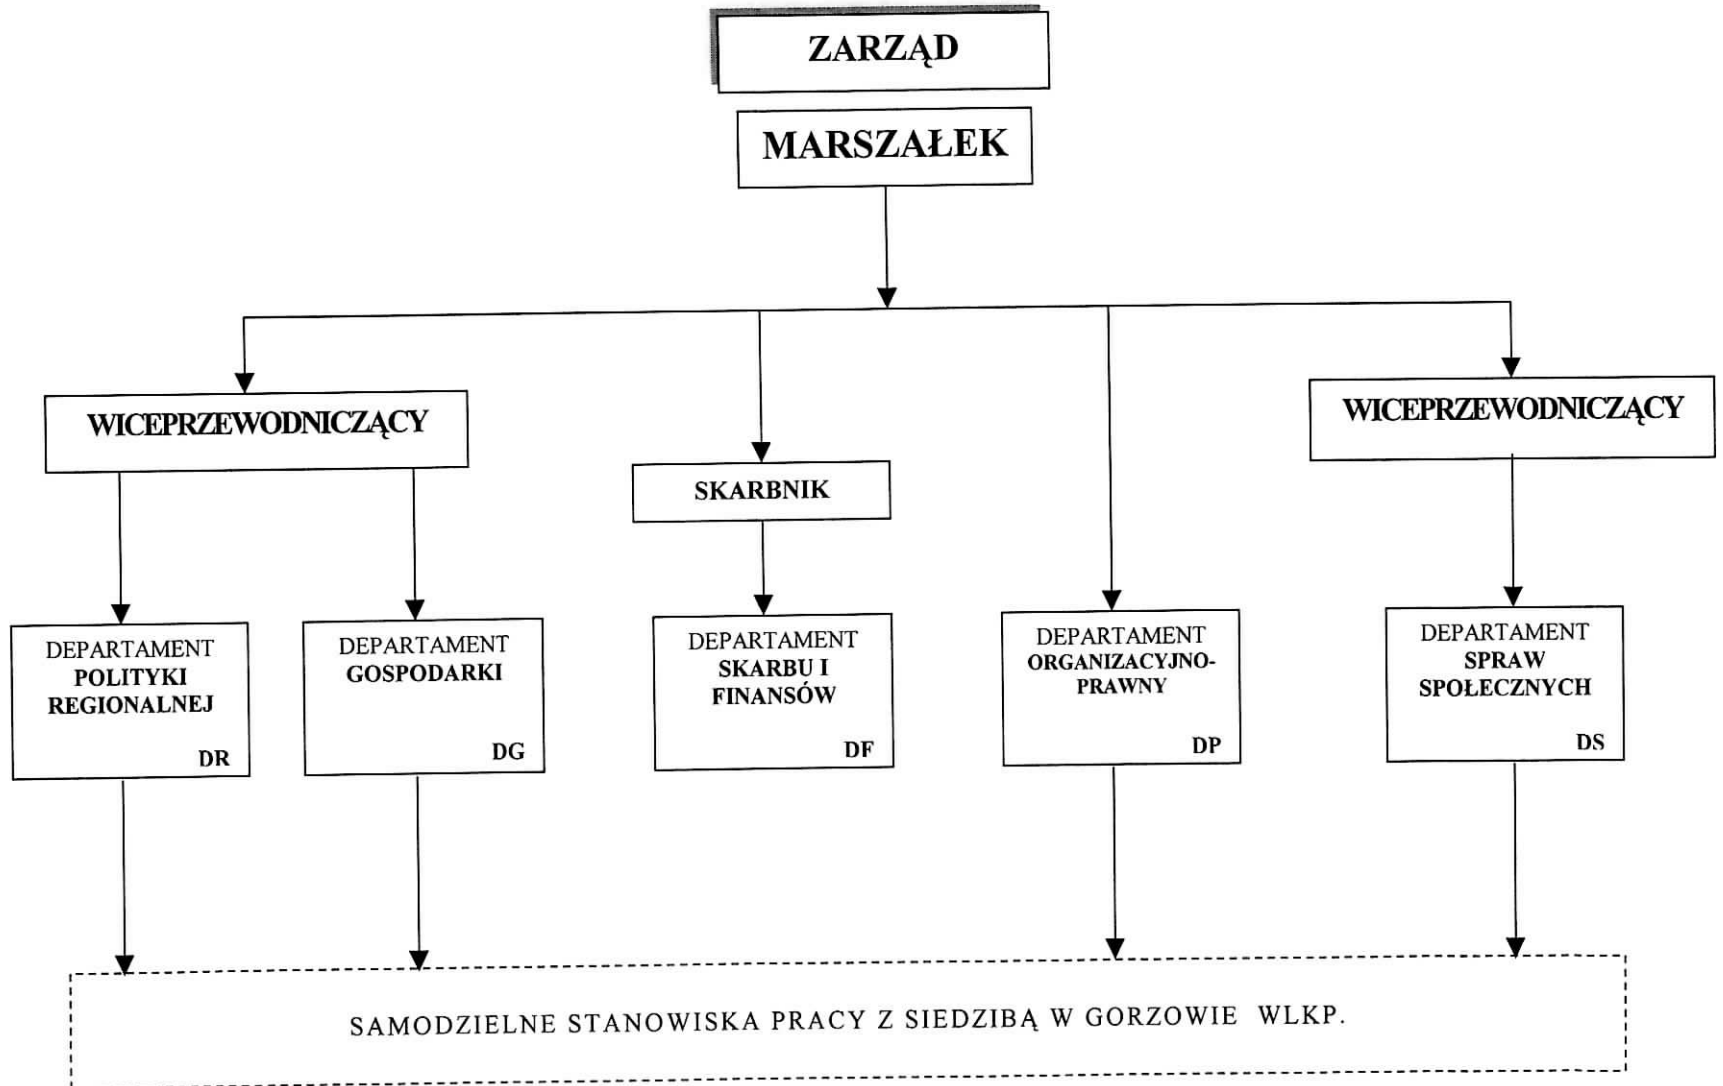 ZARZĄD
MARSZAŁEK
WICEPRZEWODNICZĄCY
WICEPRZEWODNICZĄCY
SKARBNIK
DEPARTAMENT
POLITYKI
REGIONALNEJ
DR
DEPARTAMENT
GOSPODARKI
DG
DEPARTAMENT
SKARBU I
FINANSÓW
DF
DEPARTAMENT
ORGANIZACYJNO-
PRAWNY
DP
DEPARTAMENT
SPRAW
SPOŁECZNYCH
DS
SAMODZIELNE STANOWISKA PRACY Z SIEDZIBĄ W GORZOWIE WLKP.